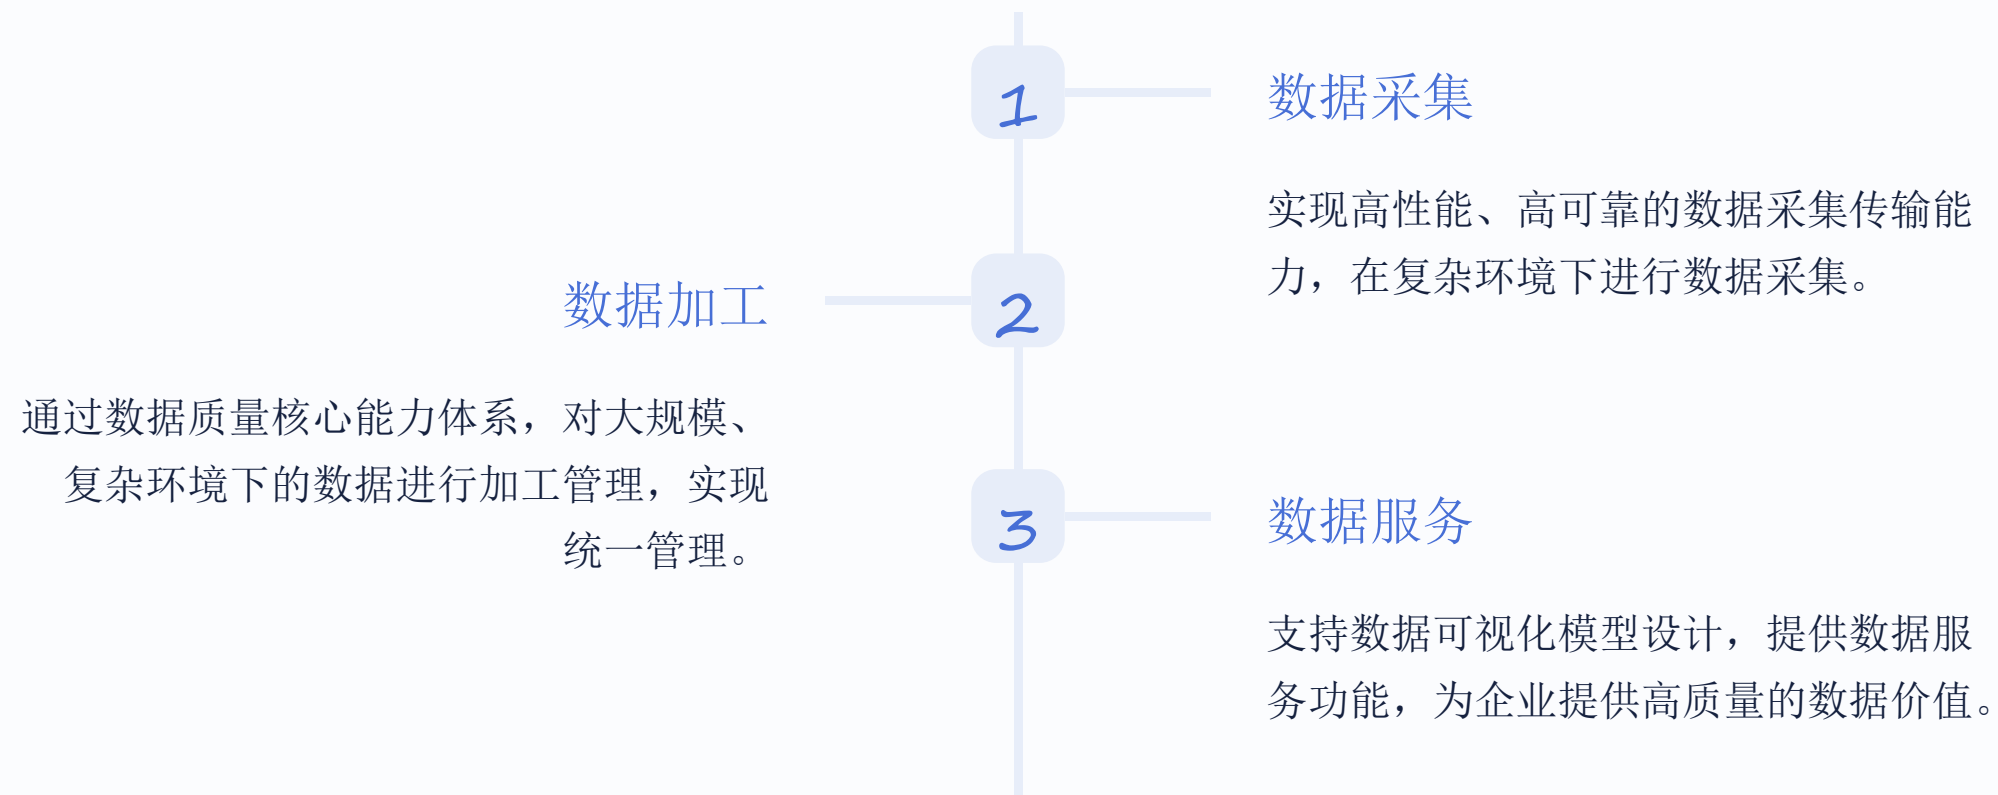 1
数据采集
实现高性能、高可靠的数据采集传输能
力，在复杂环境下进行数据采集。
2
数据加工
通过数据质量核心能力体系，对大规模、
复杂环境下的数据进行加工管理，实现
统一管理。
3
数据服务
支持数据可视化模型设计，提供数据服
务功能，为企业提供高质量的数据价值。